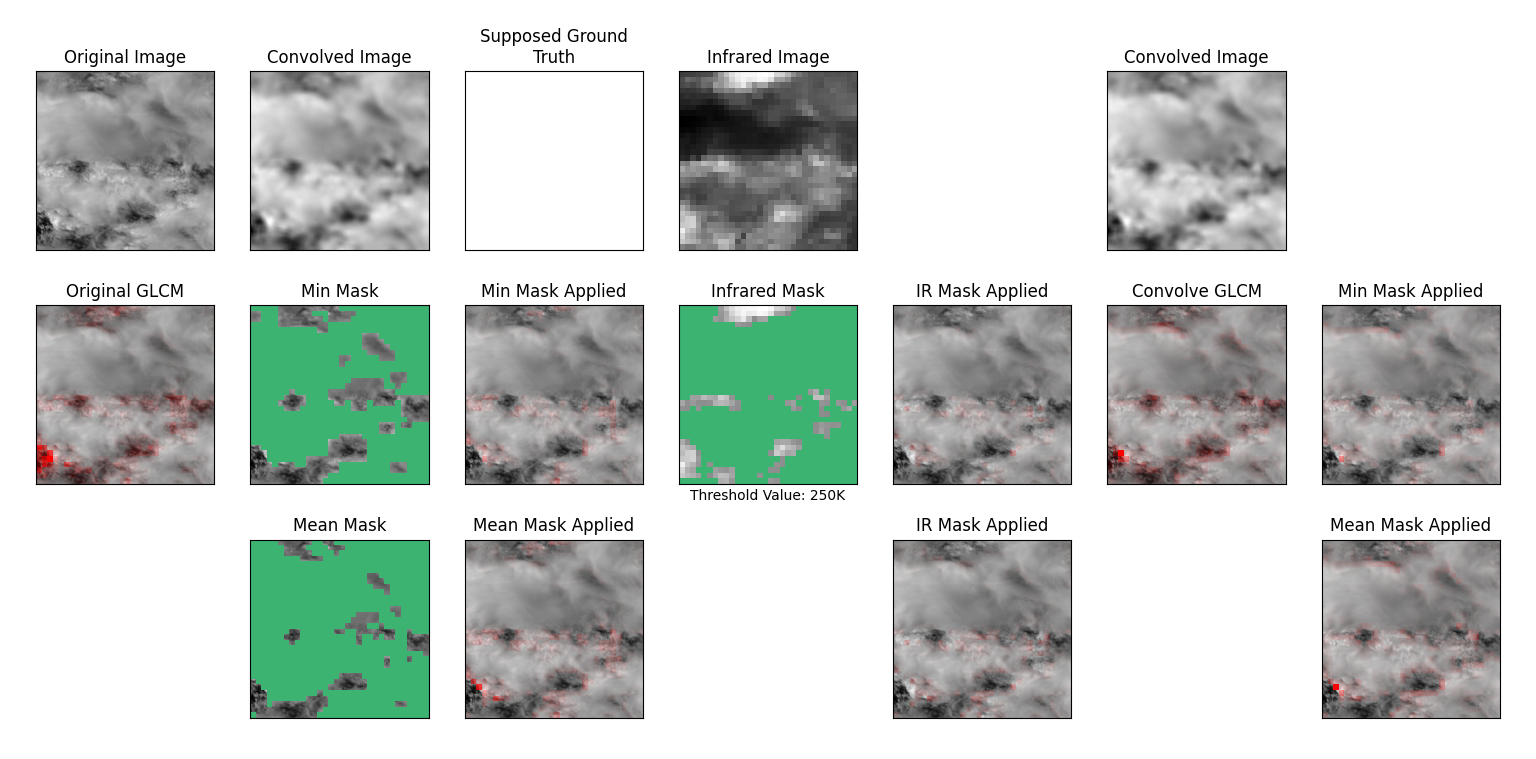 Original Image
Convolved Image
Supposed Ground
Truth
Infrared Image
Convolved Image
Original GLCM
Min Mask
Min Mask Applied
Infrared Mask
IR Mask Applied
Convolve GLCM
Min Mask Applied
Threshold Value: 250K
Mean Mask
Mean Mask Applied
IR Mask Applied
Mean Mask Applied